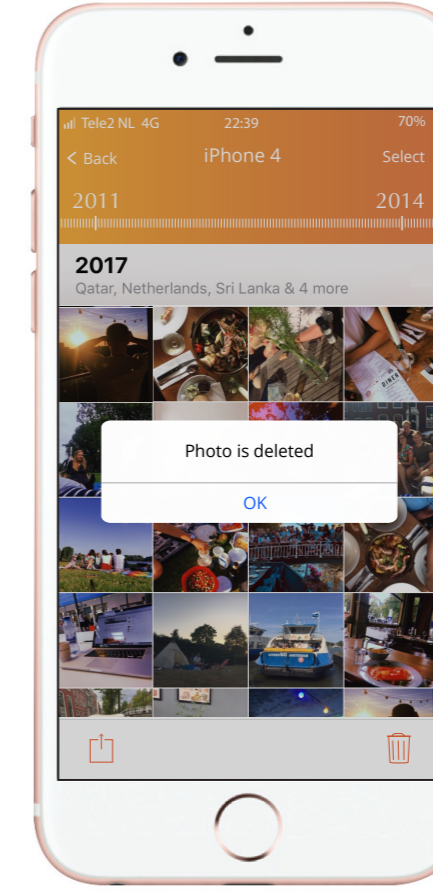 Tele2 NL 4G 22:39 70%
< Back iPhone 4 Select
2011 2014
2017
Qatar, Netherlands, Sri Lanka & 4 more
DINER
Photo is deleted
OK